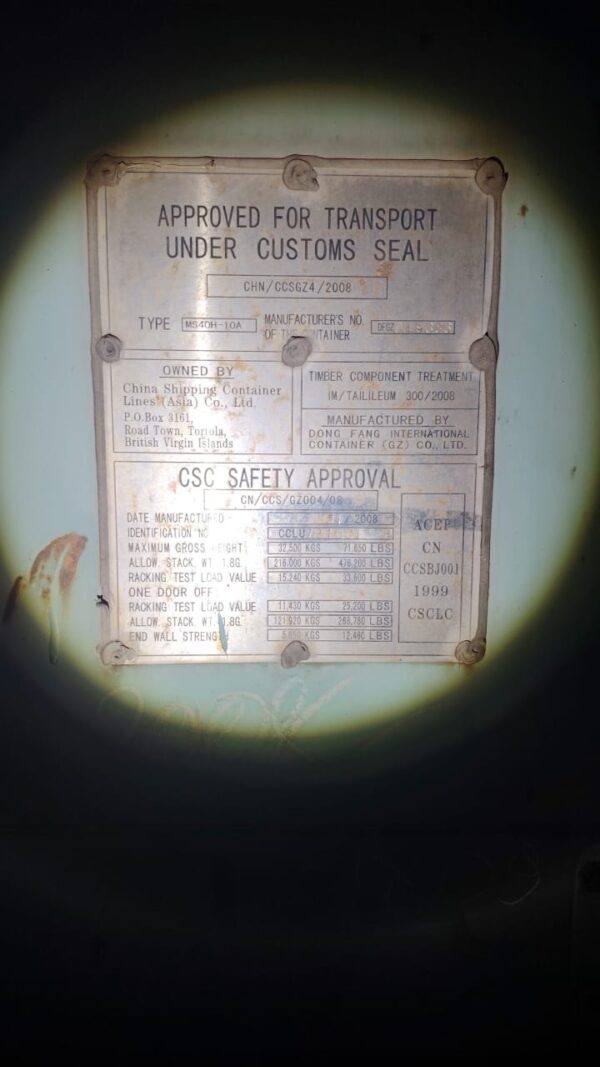 APPROVED FOR TRANSPORT
UNDER CUSTOMS SEAL
CHN/CCSGZ4./2008
TYPE MS40H-10A
MANUFACTURER'S NO.
OF THE CONTAINER
DFGZ
OWNED BY
China Shipping Container
Lines (Asia) Co., Ltd.
P.O.Box 3161,
Road Town, Tortola,
British Virgin Islands
TIMBER COMPONENT TREATMENT
IM/TAILILEUM 300/2008
MANUFACTURED BY
DONG FANG INTERNATIONAL
CONTAINER (GZ) CO., LTD.
CSC SAFETY APPROVAL
CN/CCS/GZ004/08
DATE MANUFACTURED /2008
IDENTIFICATION NO CCLU
MAXIMUM GROSS WEIGHT 32,500 KGS 71,650 LBS
ALLOW. STACK. WT. 1.8G. 216,000 KGS 476,200 LBS
RACKING TEST LOAD VALUE 15,240 KGS 33,600 LBS
ONE DOOR OFF:
RACKING TEST LOAD VALUE 11,430 KGS 25,200 LBS
ALLOW. STACK. WT. 1.8G. 121,920 KGS 268,780 LBS
END WALL STRENGTH KGS LBS
ACEP
CN
CCSBJ001
1999
CSCLC